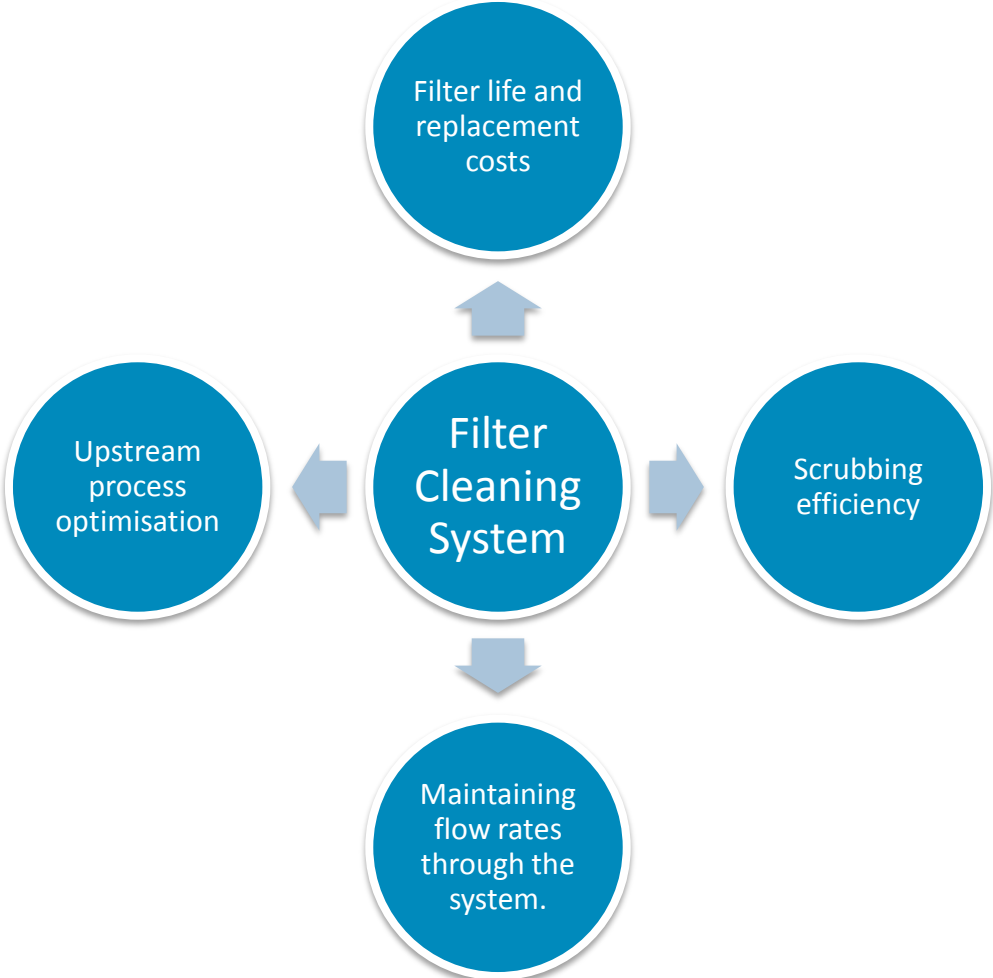 Filter life and
replacement
costs
Upstream
process
optimisation
Filter
Cleaning
System
Scrubbing
efficiency
Maintaining
flow rates
through the
system.